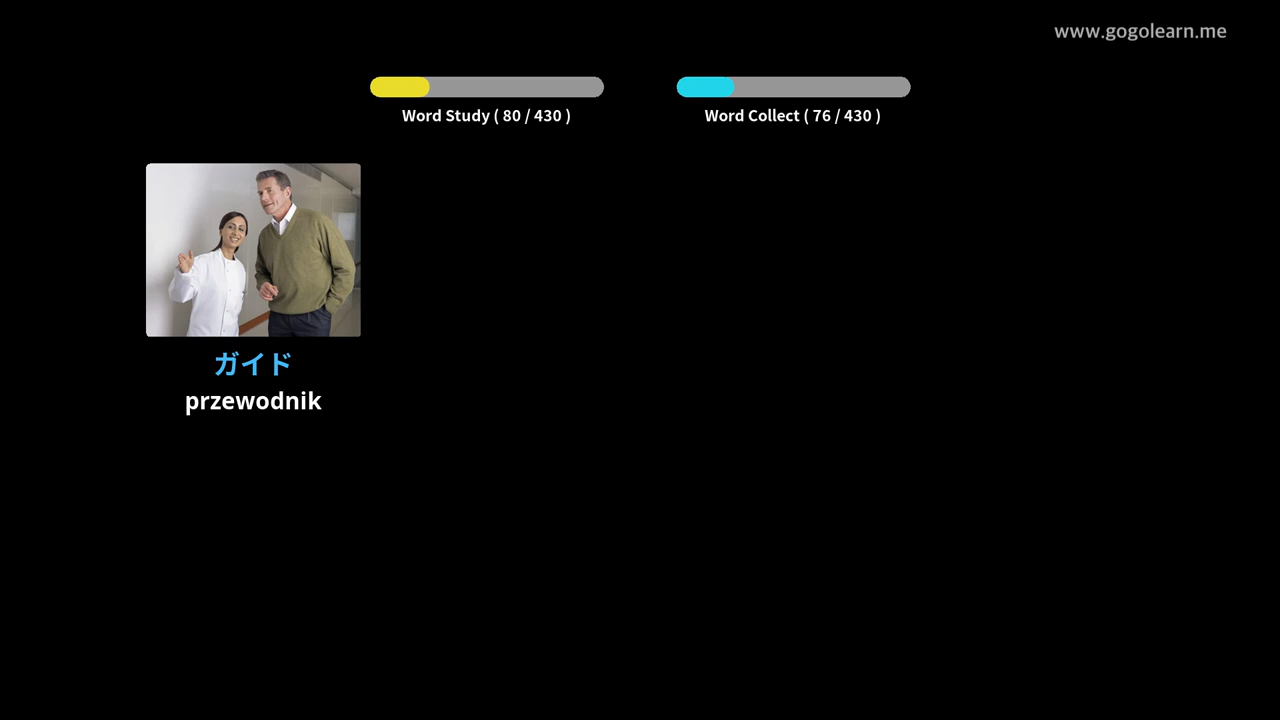 www.gogolearn.me
Word Study ( 80 / 430 )
Word Collect ( 76 / 430 )
ガイド
przewodnik